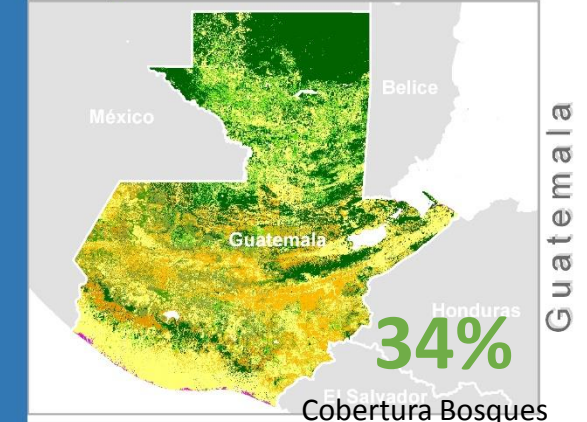 Belice
México
Guatemala
Guatemala
Honduras
34%
El Salvador
Cobertura Bosques